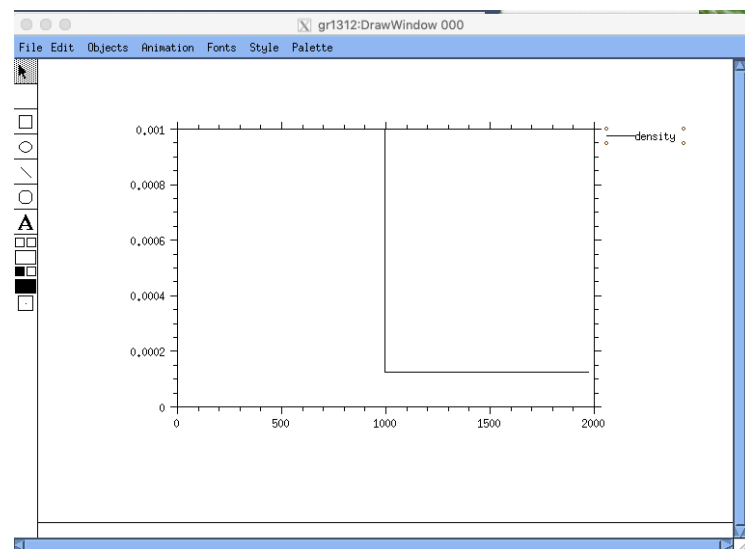 gr1312:DrawWindow 000
File Edit Objects Animation Fonts Style Palette
A
0.001
density
0.0008
0.0006
0.0004
0.0002
0
0 500 1000 1500 2000